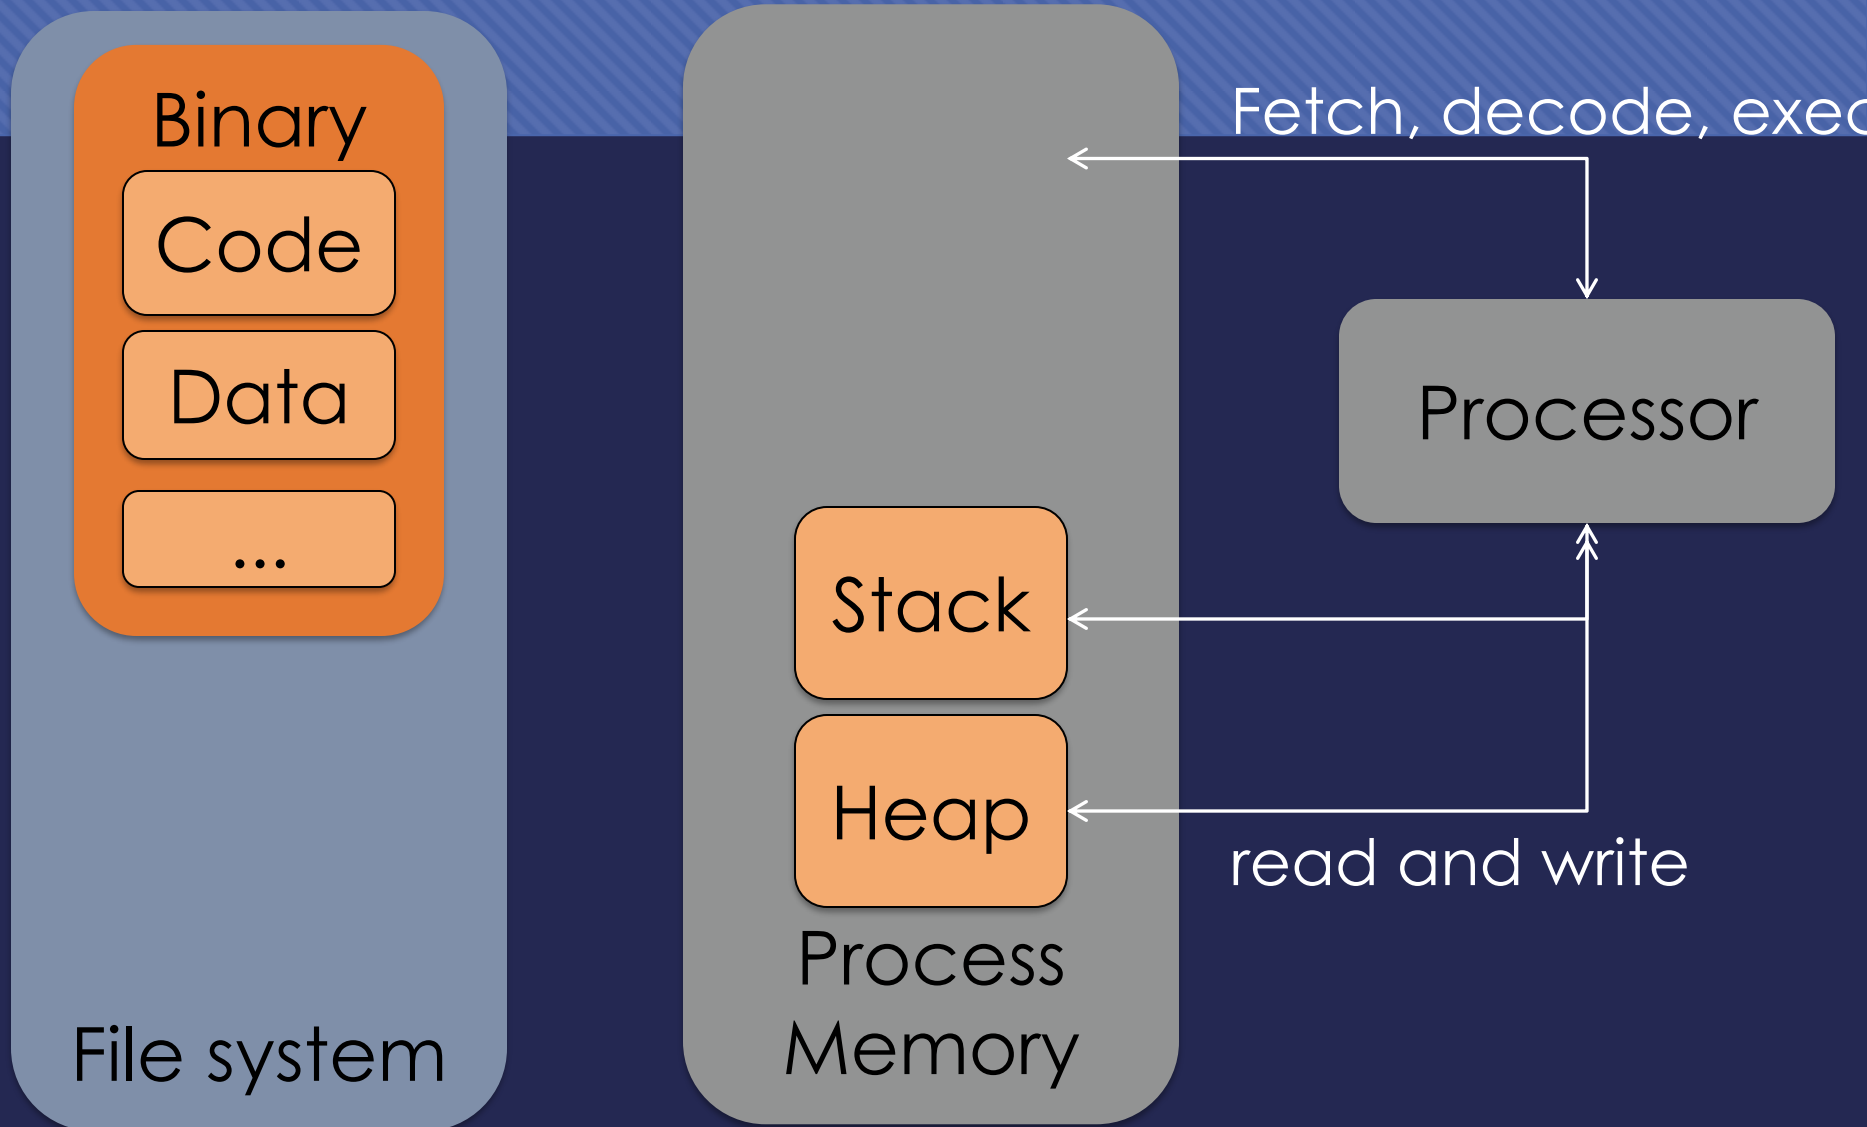 Binary
Code
Data
...
File system
Stack
Heap
Process
Memory
Fetch, decode, exec
Processor
read and write